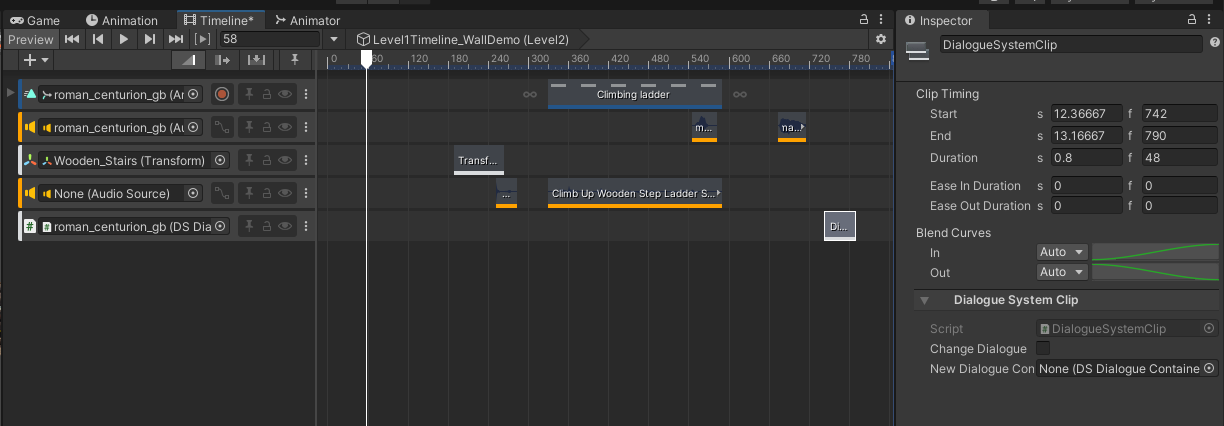 Game Animation Timeline* Animator
Inspector
Preview 58 Level1Timeline_WallDemo (Level2)
DialogueSystemClip
0 60 120 180 240 300 360 420 480 540 600 660 720 780
roman_centurion_gb (Ar
Climbing ladder
roman_centurion_gb (Au
m...
na...
Wooden_Stairs (Transform)
Transf...
None (Audio Source)
...
Climb Up Wooden Step Ladder S...
roman_centurion_gb (DS Dia
Di...
Clip Timing
Start s 12.36667 f 742
End s 13.16667 f 790
Duration s 0.8 f 48
Ease In Duration s 0 f 0
Ease Out Duration s 0 f 0
Blend Curves
In Auto
Out Auto
Dialogue System Clip
Script DialogueSystemClip
Change Dialogue
New Dialogue Con None (DS Dialogue Containe